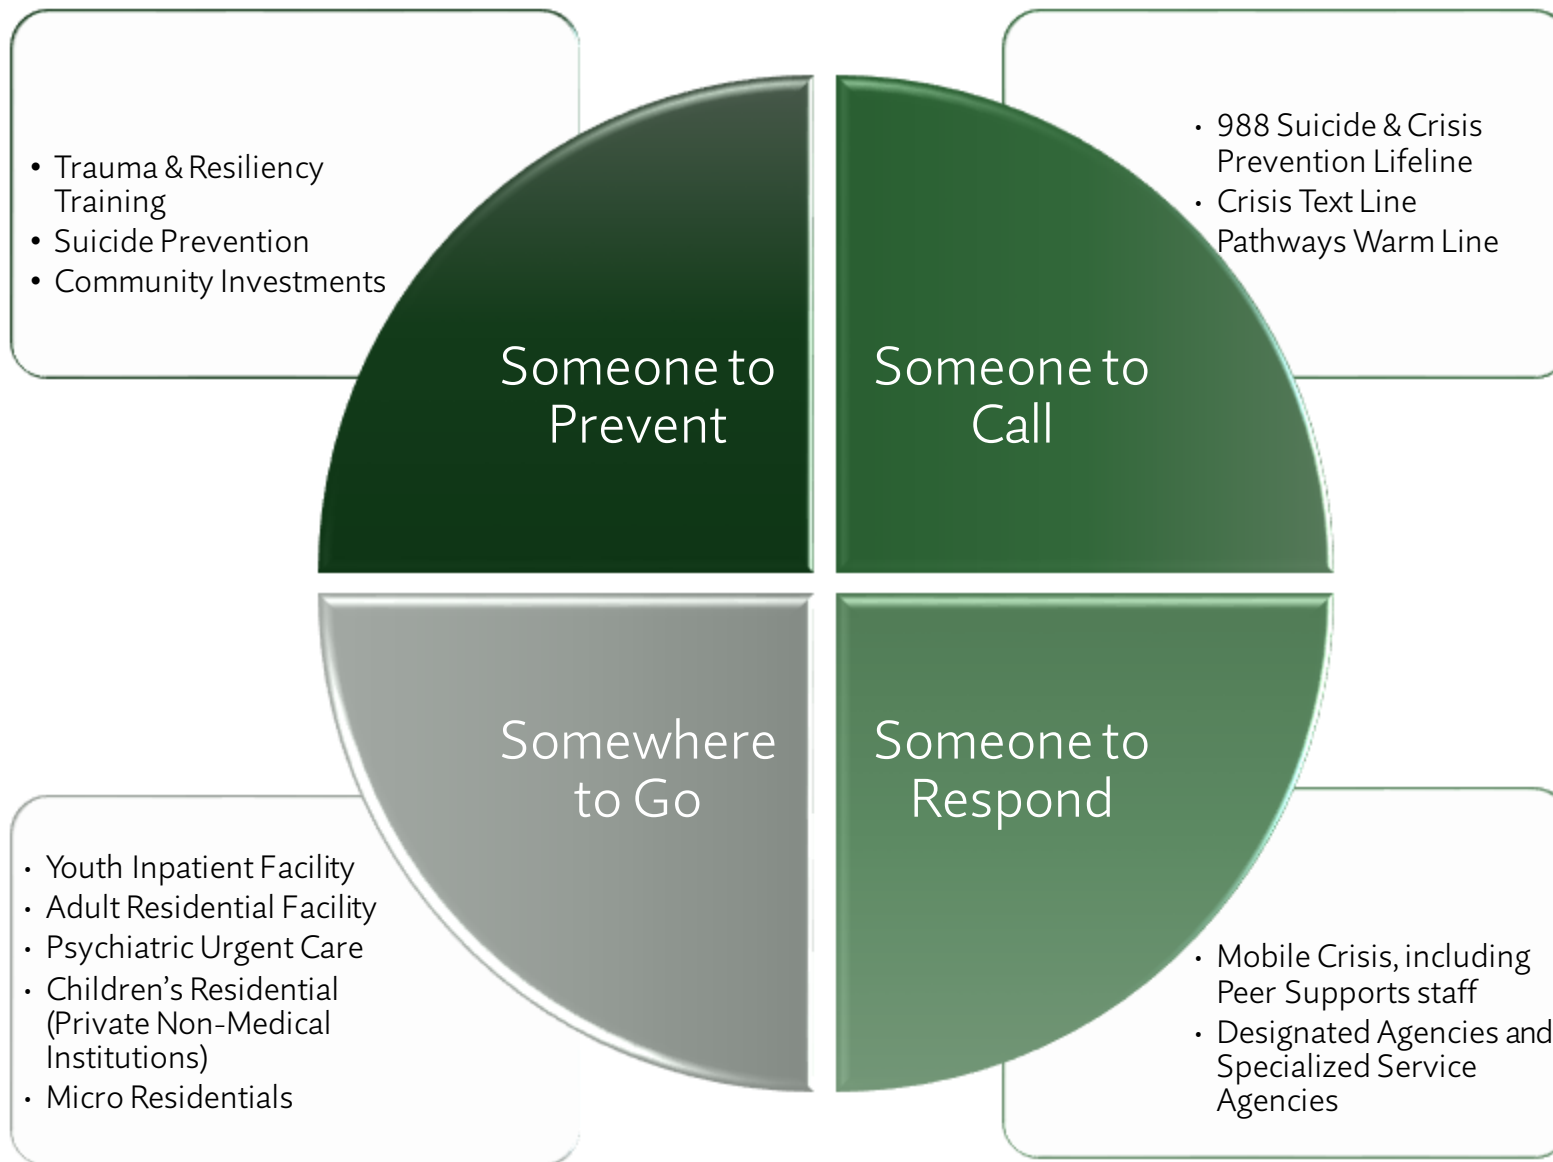 • Trauma & Resiliency
Training
• Suicide Prevention
• Community Investments
• 988 Suicide & Crisis
Prevention Lifeline
• Crisis Text Line
Pathways Warm Line
Someone to
Prevent
Someone to
Call
Somewhere
to Go
Someone to
Respond
• Youth Inpatient Facility
• Adult Residential Facility
• Psychiatric Urgent Care
• Children’s Residential
(Private Non-Medical
Institutions)
• Micro Residentials
• Mobile Crisis, including
Peer Supports staff
• Designated Agencies and
Specialized Service
Agencies